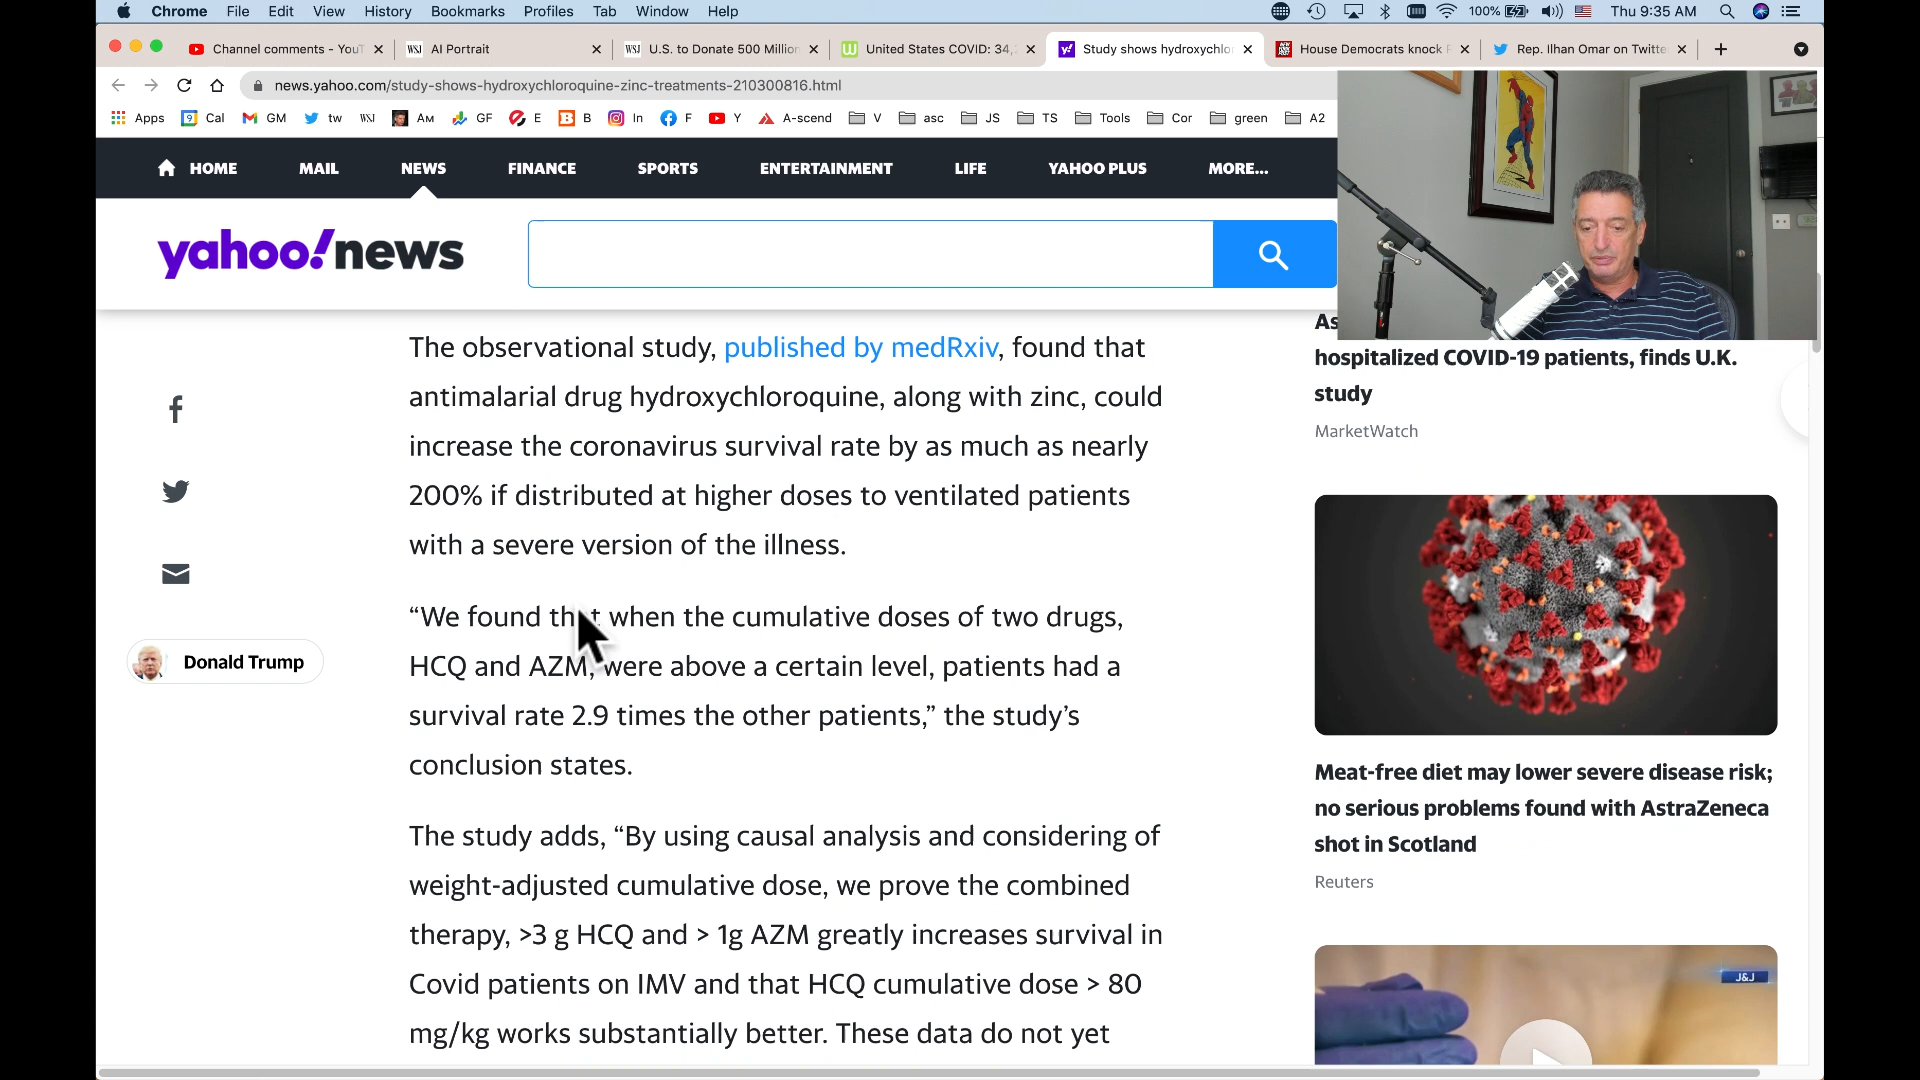 Chrome File Edit View History Bookmarks Profiles Tab Window Help 100% Thu 9:35 AM
Channel comments - YouT AI Portrait U.S. to Donate 500 Million United States COVID: 34, Study shows hydroxychlor House Democrats knock Rep. Ilhan Omar on Twitte
news.yahoo.com/study-shows-hydroxychloroquine-zinc-treatments-210300816.html
Apps Cal GM tw WSJ AM GF E B In F Y A-scend V asc JS TS Tools Cor green A2
HOME MAIL NEWS FINANCE SPORTS ENTERTAINMENT LIFE YAHOO PLUS MORE...
yahoo!news
The observational study, published by medRxiv, found that
antimalarial drug hydroxychloroquine, along with zinc, could
increase the coronavirus survival rate by as much as nearly
200% if distributed at higher doses to ventilated patients
with a severe version of the illness.
“We found that when the cumulative doses of two drugs,
HCQ and AZM, were above a certain level, patients had a
survival rate 2.9 times the other patients,” the study’s
conclusion states.
The study adds, “By using causal analysis and considering of
weight-adjusted cumulative dose, we prove the combined
therapy, >3 g HCQ and > 1g AZM greatly increases survival in
Covid patients on IMV and that HCQ cumulative dose > 80
mg/kg works substantially better. These data do not yet
Donald Trump
As
hospitalized COVID-19 patients, finds U.K.
study
MarketWatch
Meat-free diet may lower severe disease risk;
no serious problems found with AstraZeneca
shot in Scotland
Reuters
J&J